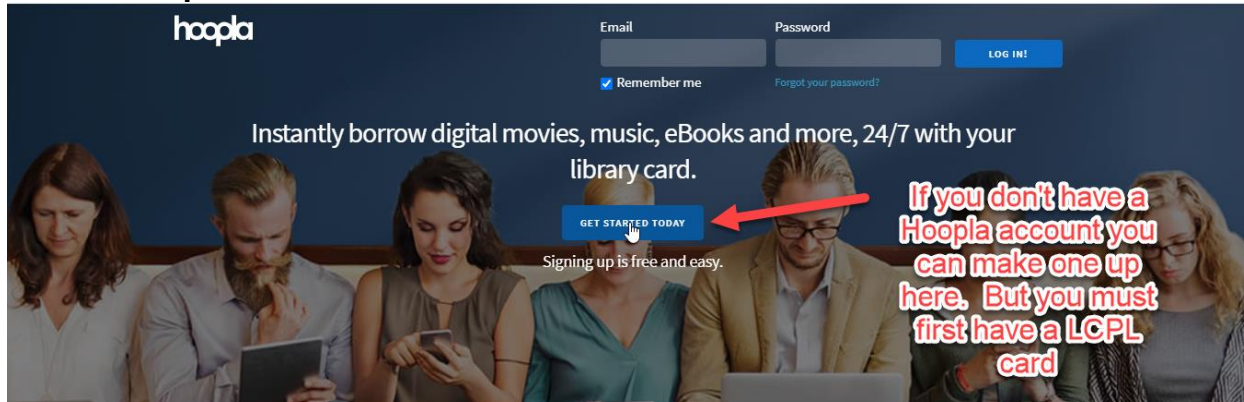 hoopla
Email
Password
LOG IN!
Remember me
Forgot your password?
Instantly borrow digital movies, music, eBooks and more, 24/7 with your
library card.
GET STARTED TODAY
Signing up is free and easy.
If you don't have a
Hoopla account you
can make one up
here. But you must
first have a LCPL
card